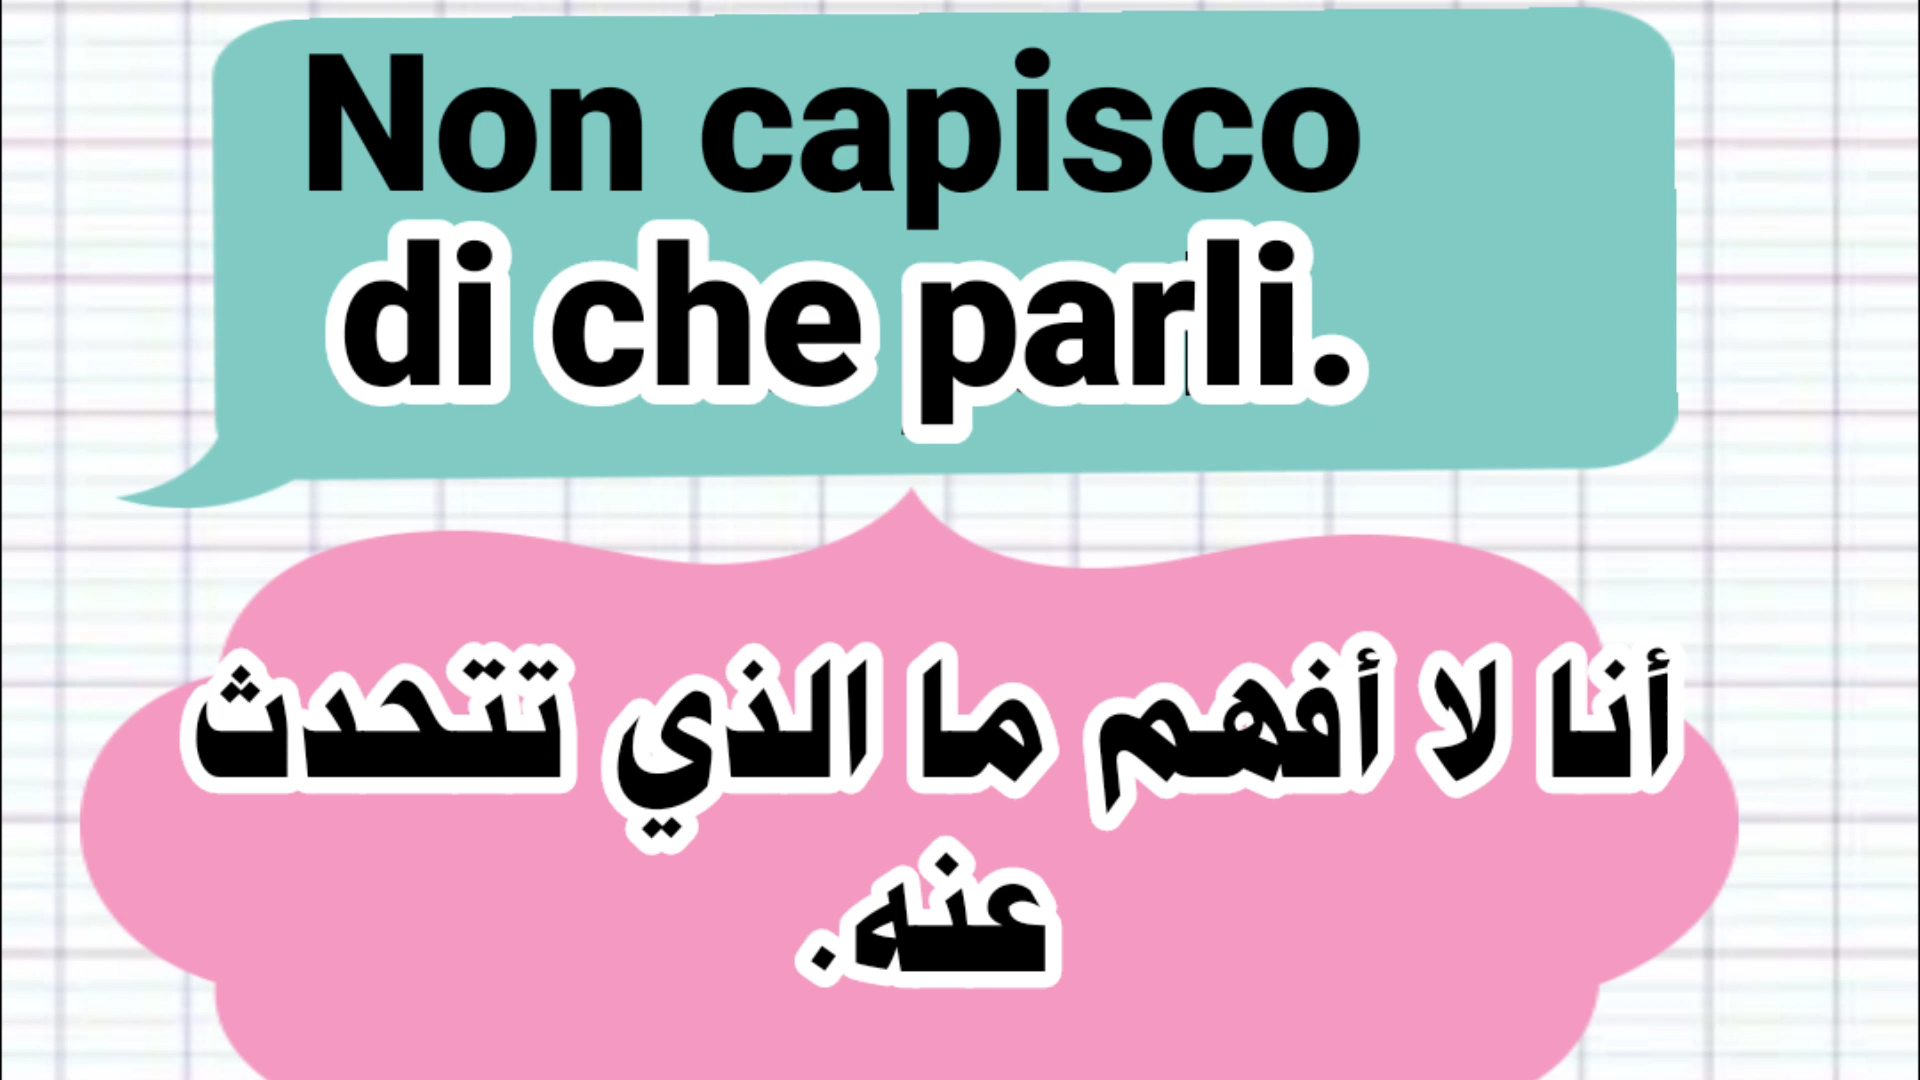 Non capisco
di che parli.
أنا لا أفهم ما الذي تتحدث
عنه.